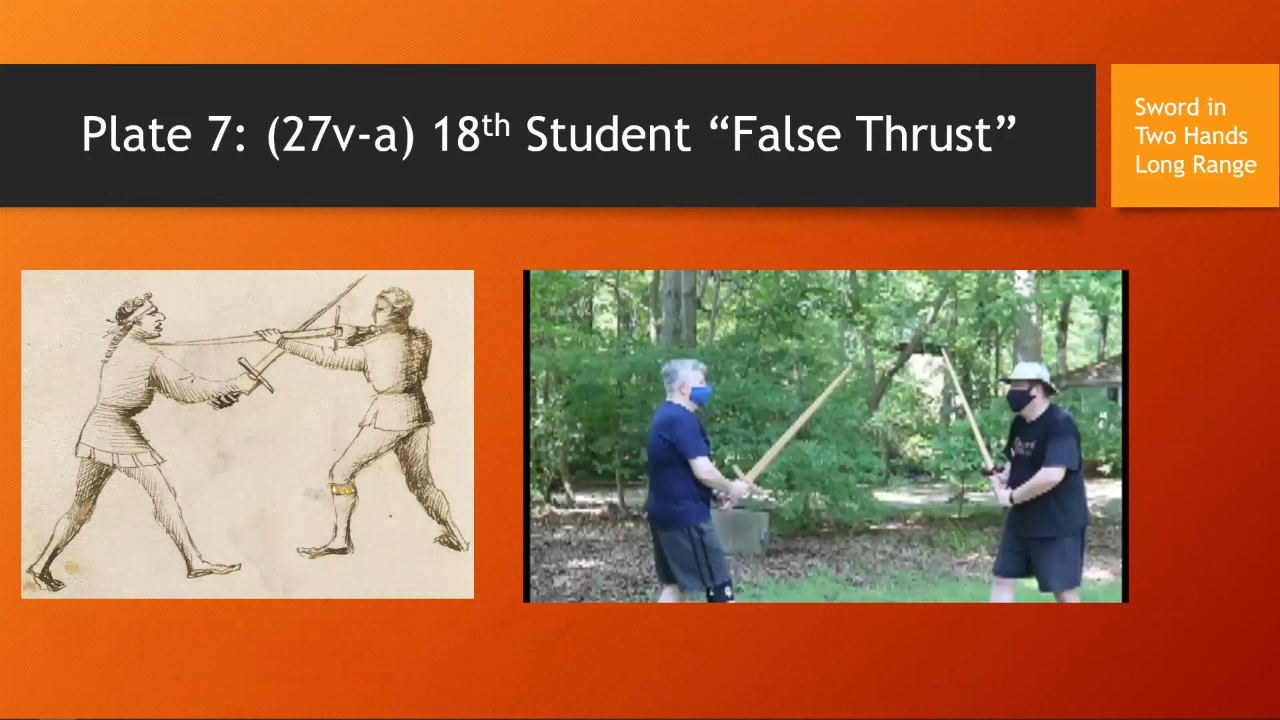 Plate 7: (27v-a) 18th Student “False Thrust”
Sword in
Two Hands
Long Range